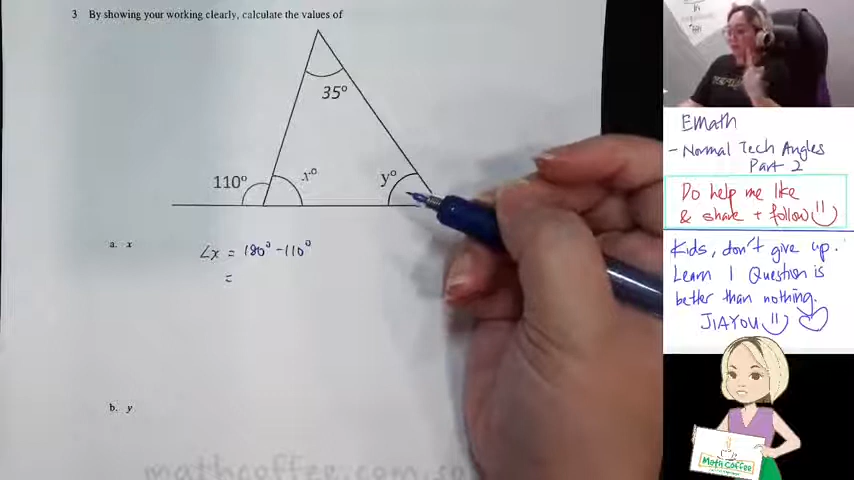 3 By showing your working clearly, calculate the values of
35°
110°
x°
y°
a. x
∠x = 180° - 110°
=
b. y
mathcoffee.com.sg
EMath
- Normal Tech Angles
Part 2
Do help me like
& share + follow
Kids, don't give up.
Learn 1 Question is
better than nothing.
JIAYOU
Math Coffee